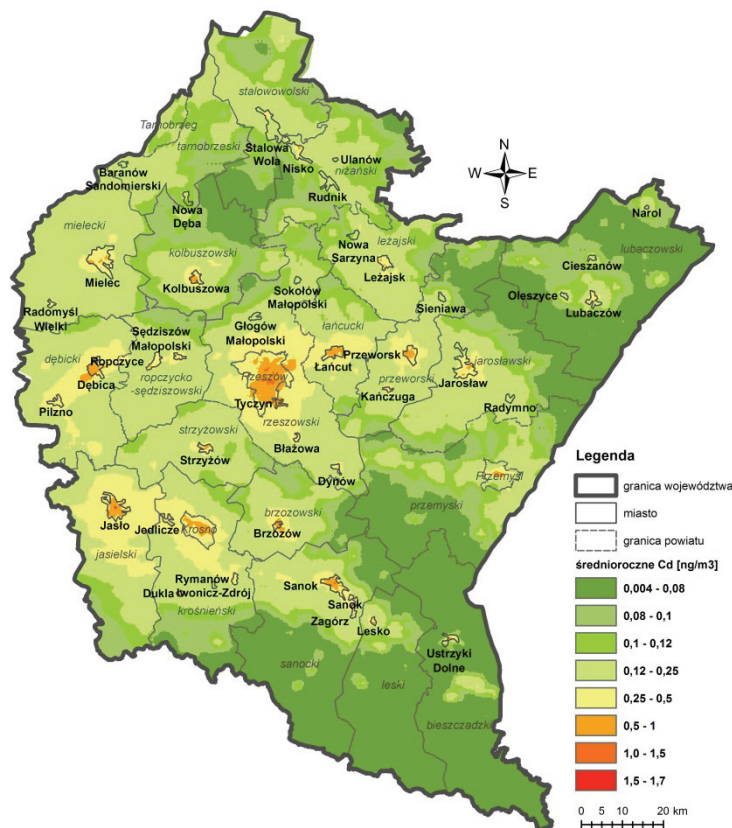 stalowowolski
Tarnobrzeg
tarnobrzeski
Stalowa
Wola
Nisko
Ulanów
niżański
Rudnik
Baranów
Sandomierski
Nowa
Dęba
mielecki
Mielec
kolbuszowski
Kolbuszowa
Nowa
Sarzyna
leżajski
Leżajsk
Narol
lubaczowski
Cieszanów
Oleszyce
Lubaczów
Sieniawa
Sokołów
Małopolski
Radomyśl
Wielki
Sędziszów
Małopolski
Głogów
Małopolski
łańcucki
Łańcut
Przeworsk
przeworski
jarosławski
Jarosław
dębicki
Ropczyce
Dębica
ropczycko
-sędziszowski
Rzeszów
Tyczyn
rzeszowski
Kańczuga
Radymno
Pilzno
strzyżowski
Strzyżów
Błażowa
Dynów
Przemyśl
przemyski
Jasło
Jedlicze
Krosno
brzozowski
Brzozów
jasielski
Rymanów
Dukla
Iwonicz-Zdrój
krośnieński
Sanok
Sanok
Zagórz
Lesko
Ustrzyki
Dolne
sanocki
leski
bieszczadzki
N
W E
S
Legenda
granica województwa
miasto
granica powiatu
średnioroczne Cd [ng/m3]
0,004 - 0,08
0,08 - 0,1
0,1 - 0,12
0,12 - 0,25
0,25 - 0,5
0,5 - 1
1,0 - 1,5
1,5 - 1,7
0 5 10 20 km